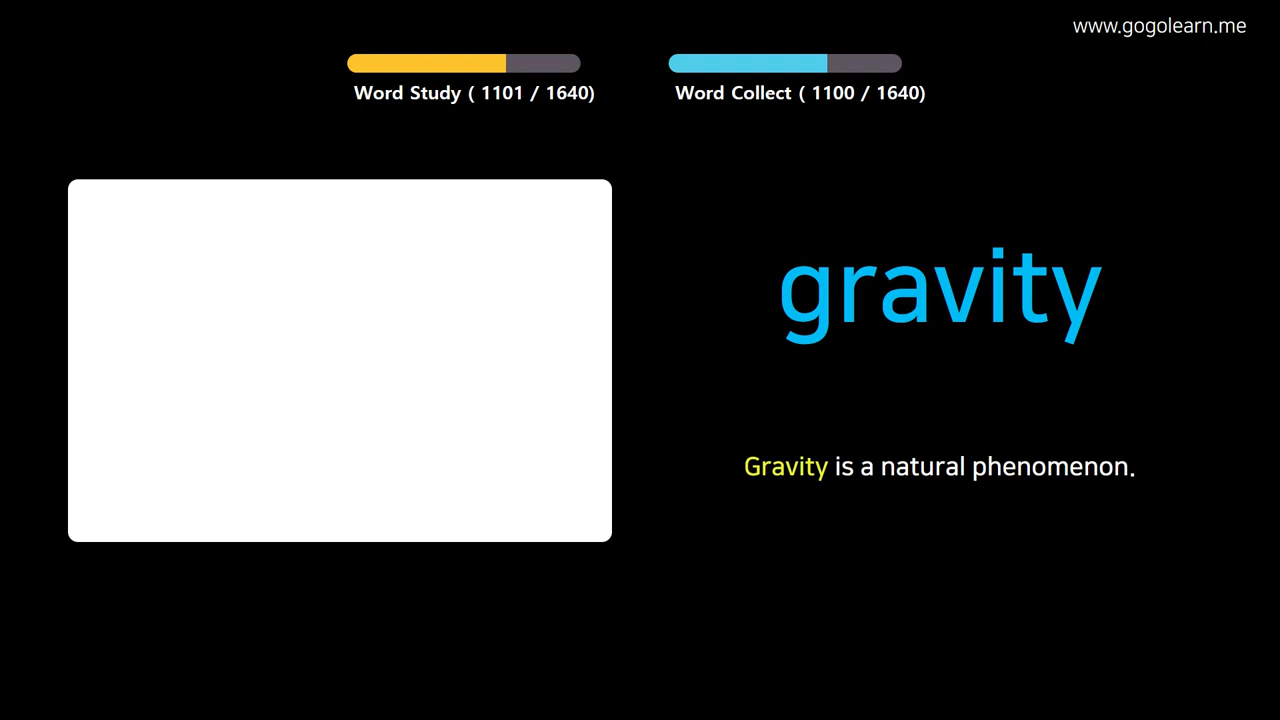 www.gogolearn.me
Word Study ( 1101 / 1640)
Word Collect ( 1100 / 1640)
gravity
Gravity is a natural phenomenon.